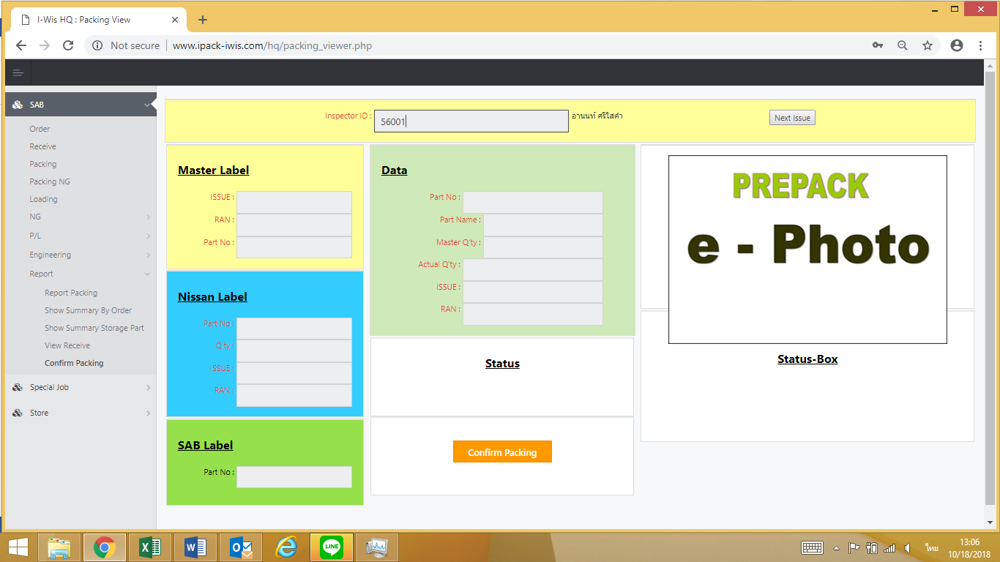 I-Wis HQ : Packing View
Not secure
www.ipack-iwis.com/hq/packing_viewer.php
SAB
Order
Receive
Packing
Packing NG
Loading
NG
P/L
Engineering
Report
Report Packing
Show Summary By Order
Show Summary Storage Part
View Receive
Confirm Packing
Special Job
Store
Inspector ID : 56001 อานนท์ ศรีใสคำ
Next Issue
Master Label
ISSUE :
RAN :
Part No :
Nissan Label
Part No :
Q'ty :
ISSUE :
RAN :
SAB Label
Part No :
Data
Part No :
Part Name :
Master Q'ty :
Actual Q'ty :
ISSUE :
RAN :
Status
Confirm Packing
PREPACK
e - Photo
Status-Box
LINE
ไทย
13:06
10/18/2018